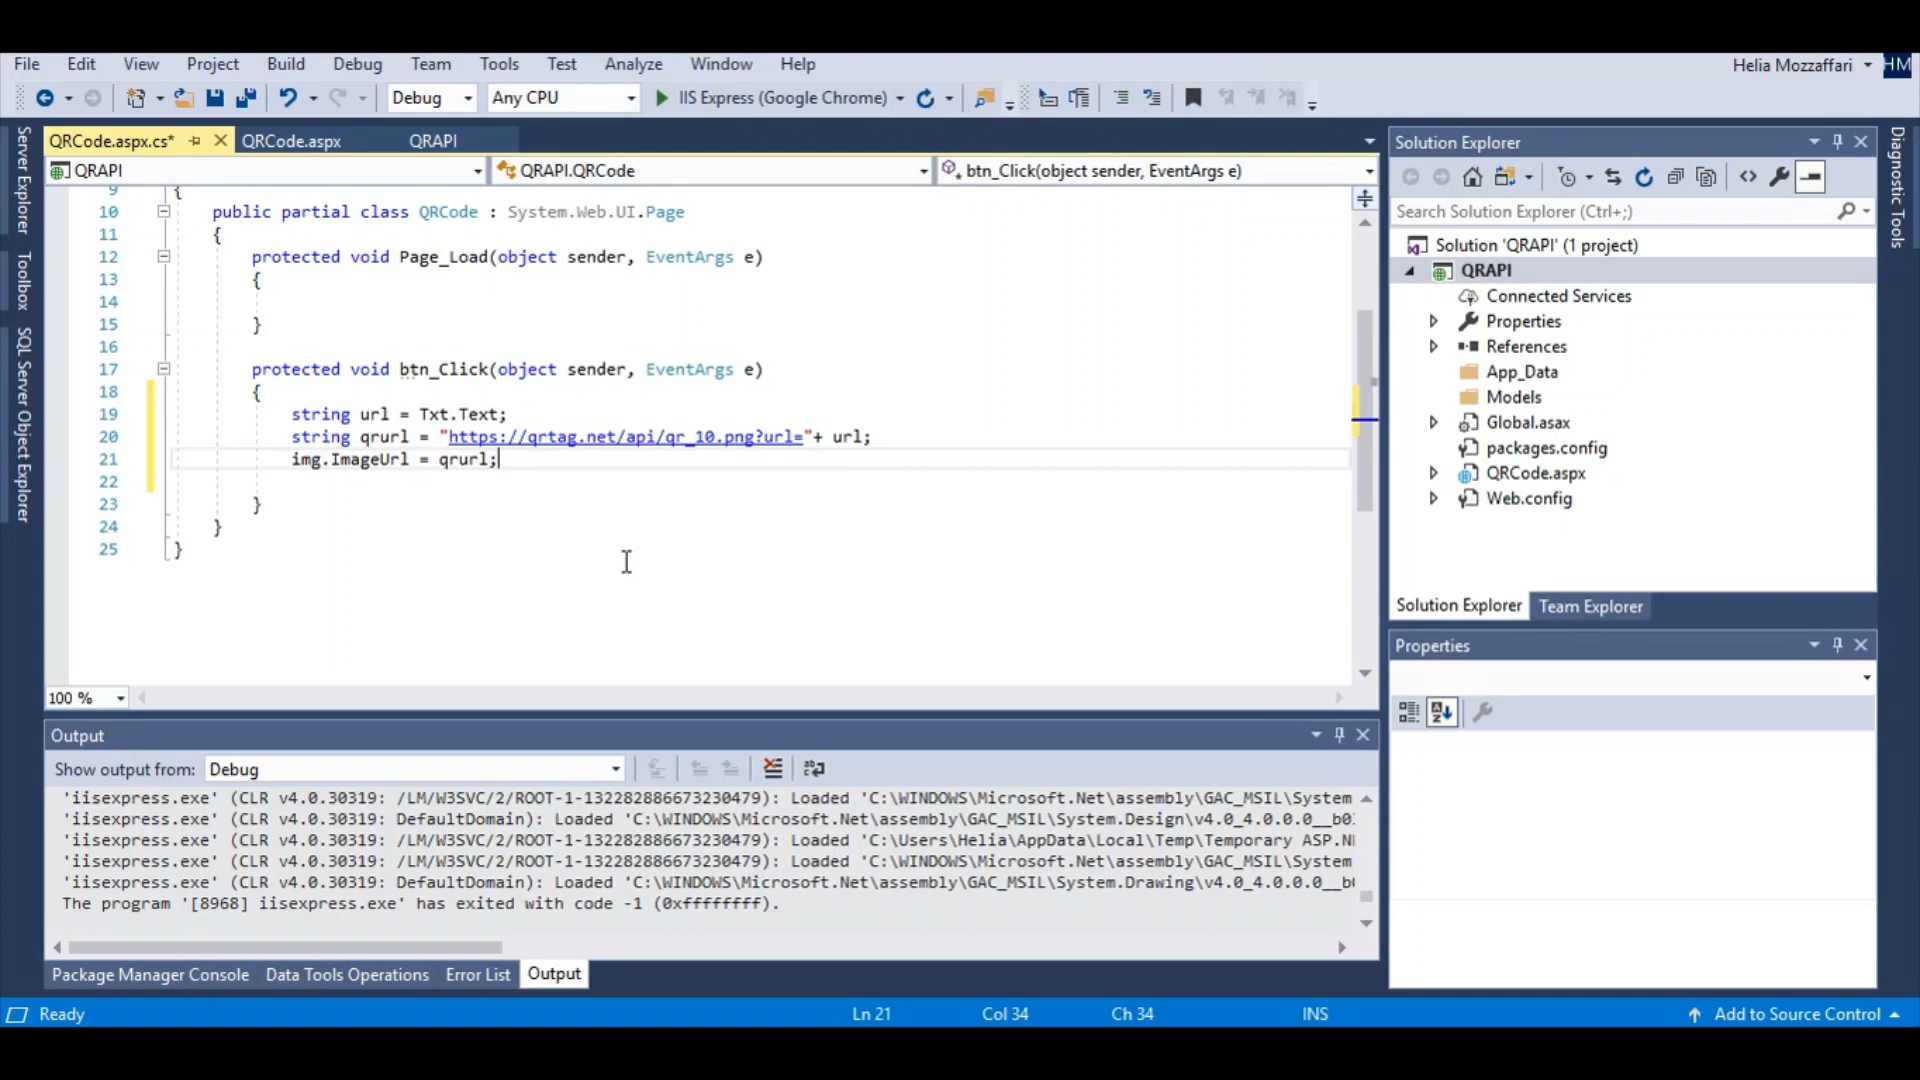 File Edit View Project Build Debug Team Tools Test Analyze Window Help Helia Mozzaffari HM
Debug Any CPU IIS Express (Google Chrome)
Server Explorer
Toolbox
SQL Server Object Explorer
QRCode.aspx.cs* QRCode.aspx QRAPI
QRAPI QRAPI.QRCode btn_Click(object sender, EventArgs e)
9 {
10 public partial class QRCode : System.Web.UI.Page
11 {
12 protected void Page_Load(object sender, EventArgs e)
13 {
14
15 }
16
17 protected void btn_Click(object sender, EventArgs e)
18 {
19 string url = Txt.Text;
20 string qrurl = "https://qrtag.net/api/qr_10.png?url="+ url;
21 img.ImageUrl = qrurl;
22
23 }
24 }
25 }
100 %
Output
Show output from: Debug
'iisexpress.exe' (CLR v4.0.30319: /LM/W3SVC/2/ROOT-1-132282886673230479): Loaded 'C:\WINDOWS\Microsoft.Net\assembly\GAC_MSIL\System
'iisexpress.exe' (CLR v4.0.30319: DefaultDomain): Loaded 'C:\WINDOWS\Microsoft.Net\assembly\GAC_MSIL\System.Design\v4.0_4.0.0.0__b0
'iisexpress.exe' (CLR v4.0.30319: /LM/W3SVC/2/ROOT-1-132282886673230479): Loaded 'C:\Users\Helia\AppData\Local\Temp\Temporary ASP.N
'iisexpress.exe' (CLR v4.0.30319: /LM/W3SVC/2/ROOT-1-132282886673230479): Loaded 'C:\WINDOWS\Microsoft.Net\assembly\GAC_MSIL\System
'iisexpress.exe' (CLR v4.0.30319: DefaultDomain): Loaded 'C:\WINDOWS\Microsoft.Net\assembly\GAC_MSIL\System.Drawing\v4.0_4.0.0.0__b
The program '[8968] iisexpress.exe' has exited with code -1 (0xffffffff).
Package Manager Console Data Tools Operations Error List Output
Solution Explorer
Search Solution Explorer (Ctrl+;)
Solution 'QRAPI' (1 project)
QRAPI
Connected Services
Properties
References
App_Data
Models
Global.asax
packages.config
QRCode.aspx
Web.config
Solution Explorer Team Explorer
Properties
Diagnostic Tools
Ready Ln 21 Col 34 Ch 34 INS Add to Source Control